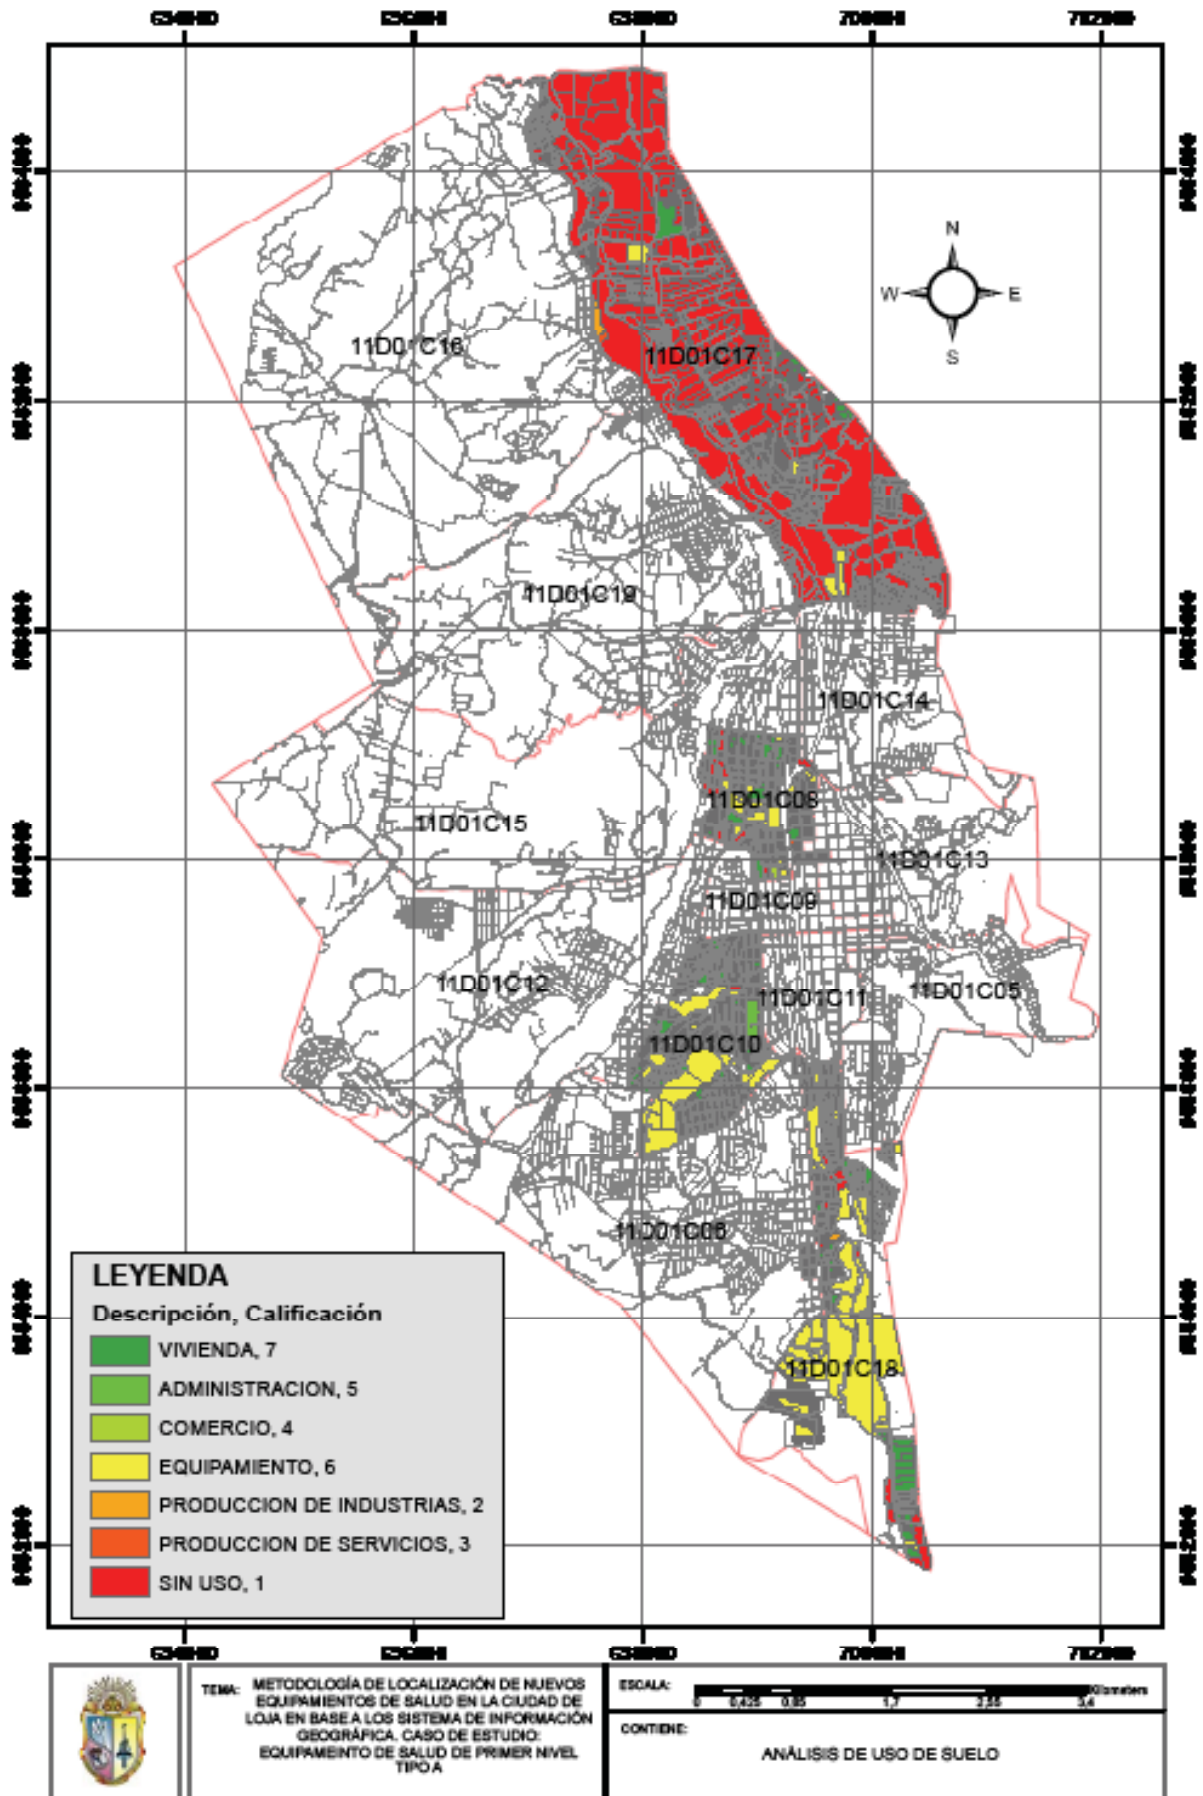 N
W
E
S
11D01C16
11D01C17
11D01C19
11D01C14
11D01C08
11D01C15
11D01C13
11D01C09
11D01C12
11D01C11
11D01C05
11D01C10
11D01C06
11D01C18
LEYENDA
Descripción, Calificación
VIVIENDA, 7
ADMINISTRACION, 5
COMERCIO, 4
EQUIPAMIENTO, 6
PRODUCCION DE INDUSTRIAS, 2
PRODUCCION DE SERVICIOS, 3
SIN USO, 1
TEMA:
METODOLOGÍA DE LOCALIZACIÓN DE NUEVOS
EQUIPAMIENTOS DE SALUD EN LA CIUDAD DE
LOJA EN BASE A LOS SISTEMA DE INFORMACIÓN
GEOGRÁFICA. CASO DE ESTUDIO:
EQUIPAMEINTO DE SALUD DE PRIMER NIVEL
TIPO A
ESCALA:
Kilometers
0 0,425 0,85 1,7 2,55 3,4
CONTIENE:
ANÁLISIS DE USO DE SUELO